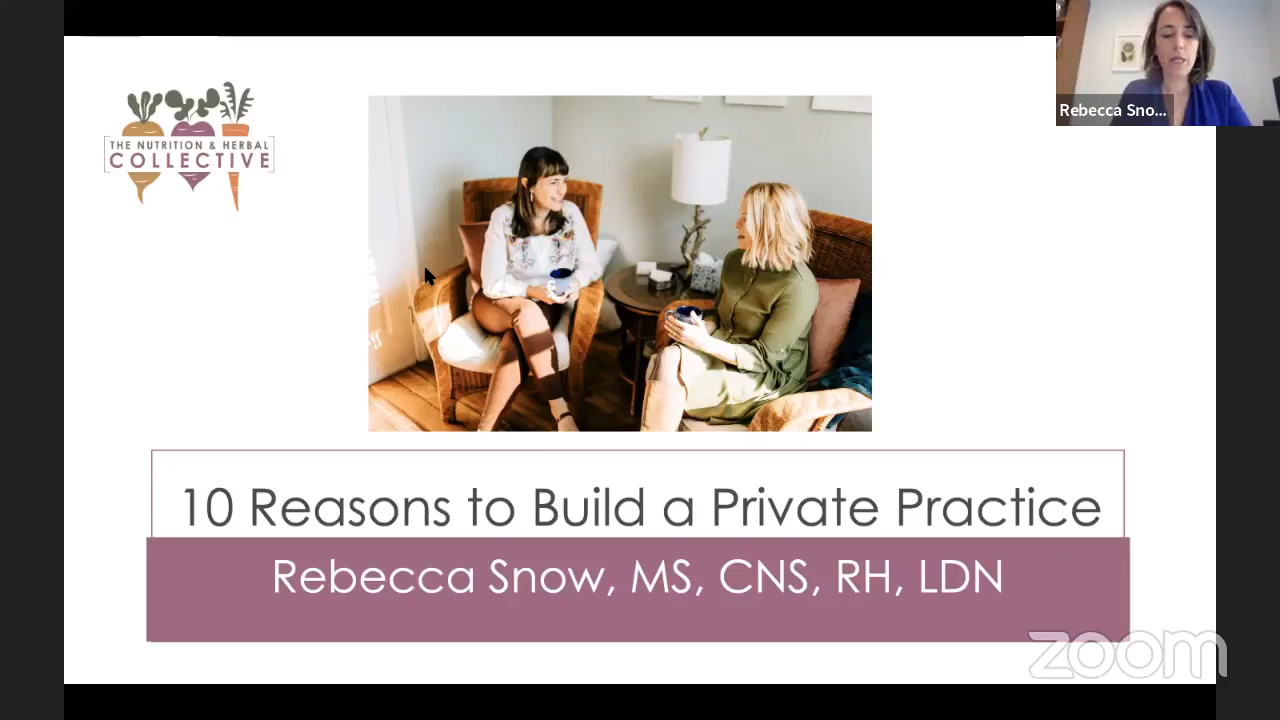 THE NUTRITION & HERBAL
COLLECTIVE
Rebecca Sno...
10 Reasons to Build a Private Practice
Rebecca Snow, MS, CNS, RH, LDN
zoom